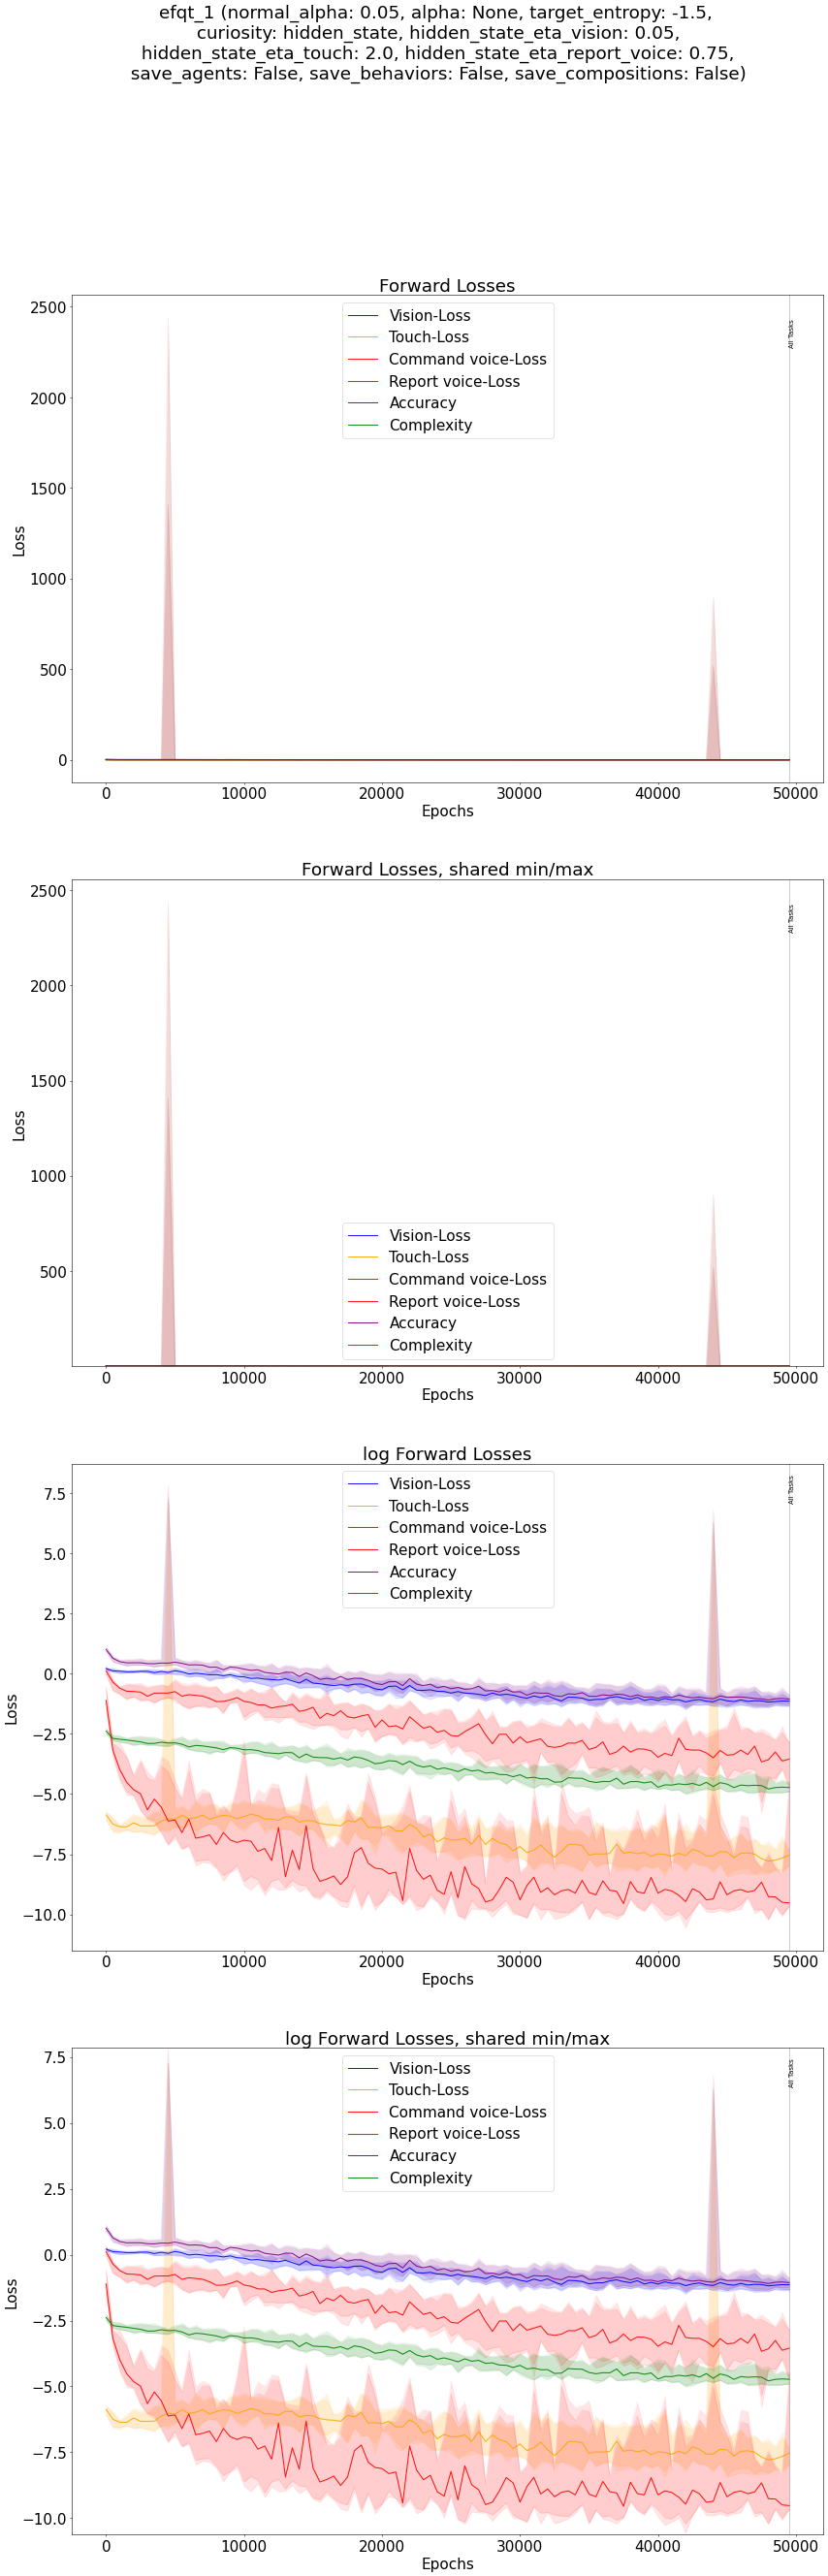 efqt_1 (normal_alpha: 0.05, alpha: None, target_entropy: -1.5,
curiosity: hidden_state, hidden_state_eta_vision: 0.05,
hidden_state_eta_touch: 2.0, hidden_state_eta_report_voice: 0.75,
save_agents: False, save_behaviors: False, save_compositions: False)
Forward Losses
2500
2000
1500
1000
500
0
Loss
Vision-Loss
Touch-Loss
Command voice-Loss
Report voice-Loss
Accuracy
Complexity
All Tasks
0 10000 20000 30000 40000 50000
Epochs
Forward Losses, shared min/max
2500
2000
1500
1000
500
Loss
All Tasks
Vision-Loss
Touch-Loss
Command voice-Loss
Report voice-Loss
Accuracy
Complexity
0 10000 20000 30000 40000 50000
Epochs
log Forward Losses
7.5
5.0
2.5
0.0
−2.5
−5.0
−7.5
−10.0
Loss
Vision-Loss
Touch-Loss
Command voice-Loss
Report voice-Loss
Accuracy
Complexity
All Tasks
0 10000 20000 30000 40000 50000
Epochs
log Forward Losses, shared min/max
7.5
5.0
2.5
0.0
−2.5
−5.0
−7.5
−10.0
Loss
Vision-Loss
Touch-Loss
Command voice-Loss
Report voice-Loss
Accuracy
Complexity
All Tasks
0 10000 20000 30000 40000 50000
Epochs